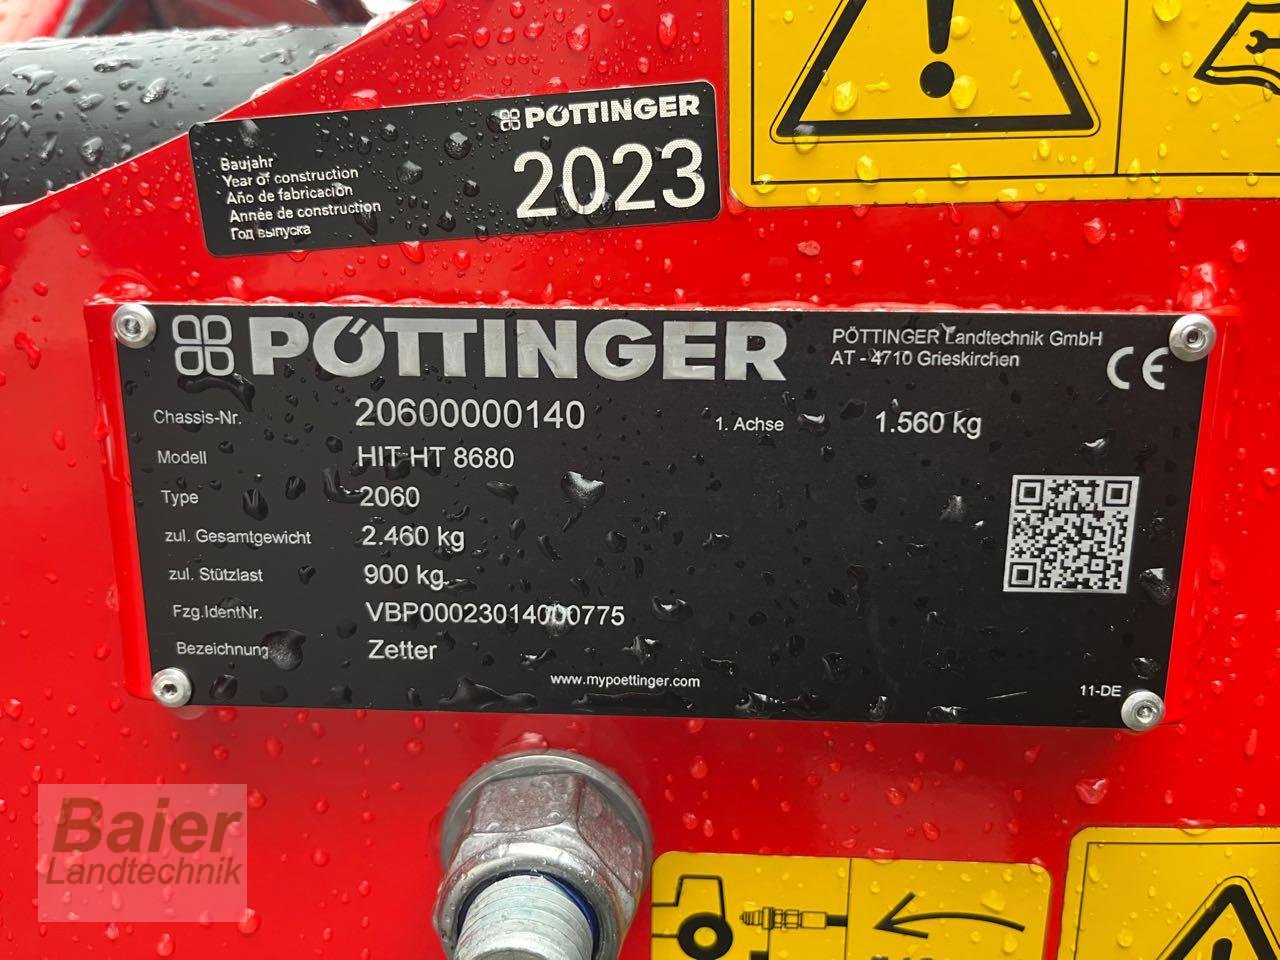 PÖTTINGER
Baujahr
Year of construction
Año de fabricación
Année de construction
Год выпуска
2023
PÖTTINGER
PÖTTINGER Landtechnik GmbH
AT - 4710 Grieskirchen
CE
Chassis-Nr. 20600000140 1. Achse 1.560 kg
Modell HIT HT 8680
Type 2060
zul. Gesamtgewicht 2.460 kg
zul. Stützlast 900 kg
Fzg.IdentNr. VBP00023014000775
Bezeichnung Zetter
www.mypoettinger.com
11-DE
Baier
Landtechnik